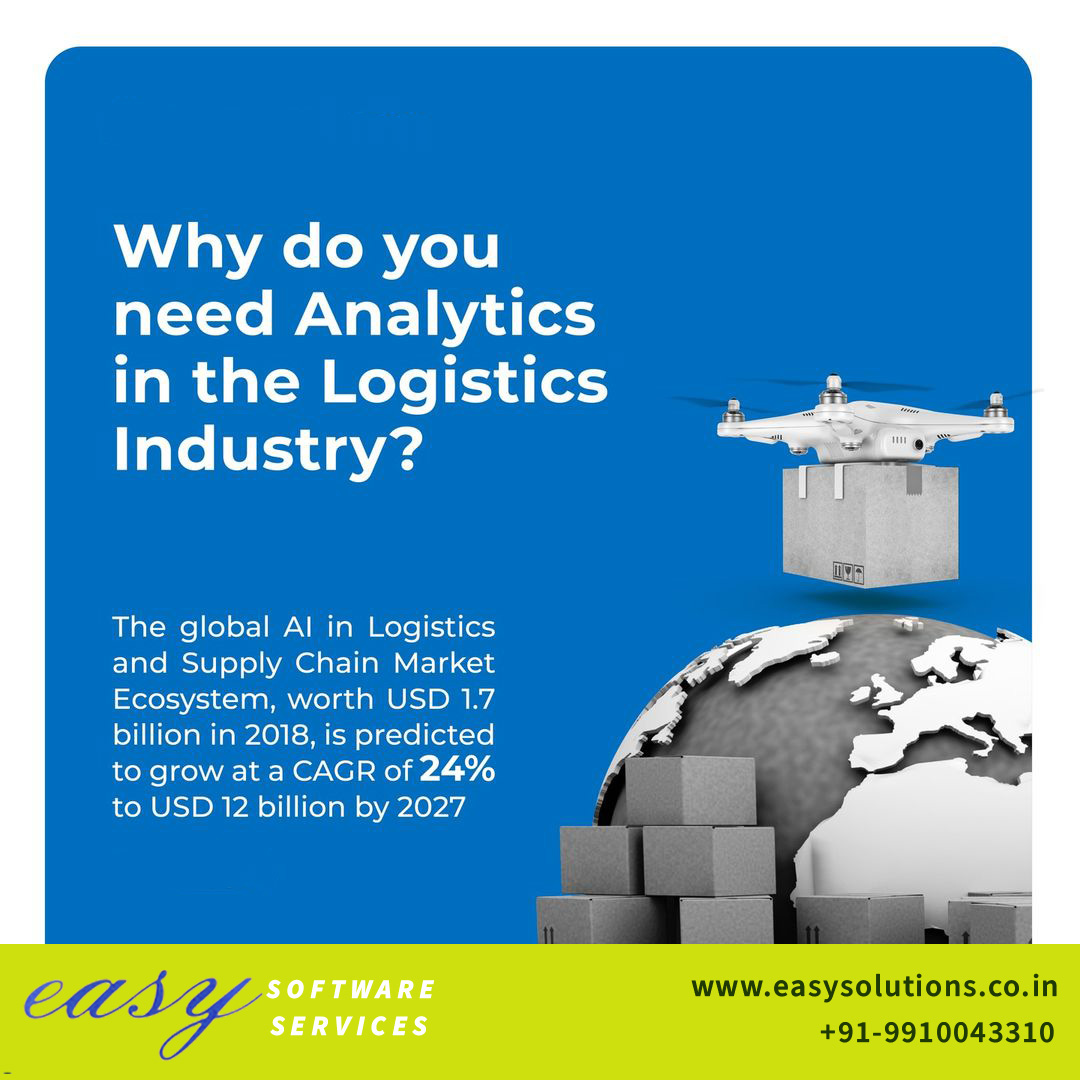 Why do you
need Analytics
in the Logistics
Industry?
The global AI in Logistics
and Supply Chain Market
Ecosystem, worth USD 1.7
billion in 2018, is predicted
to grow at a CAGR of 24%
to USD 12 billion by 2027
easy SOFTWARE
SERVICES
www.easysolutions.co.in
+91-9910043310